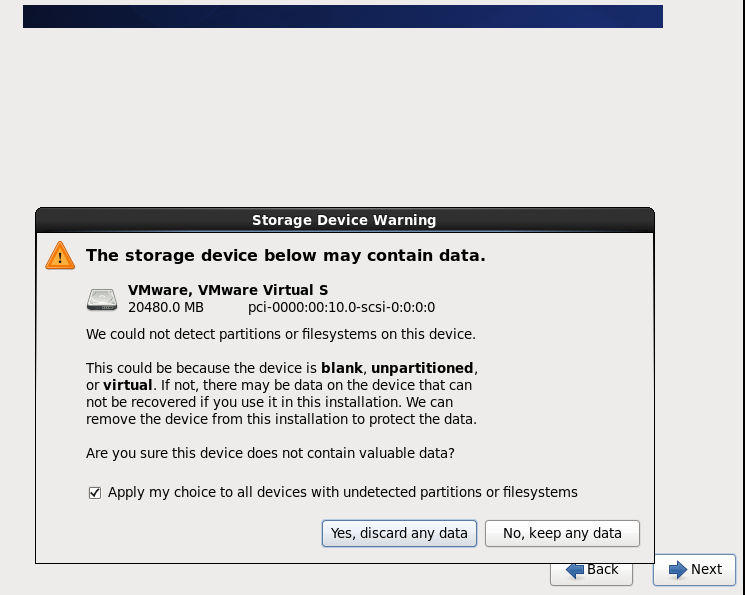 Storage Device Warning
The storage device below may contain data.
VMware, VMware Virtual S
20480.0 MB pci-0000:00:10.0-scsi-0:0:0:0
We could not detect partitions or filesystems on this device.
This could be because the device is blank, unpartitioned,
or virtual. If not, there may be data on the device that can
not be recovered if you use it in this installation. We can
remove the device from this installation to protect the data.
Are you sure this device does not contain valuable data?
Apply my choice to all devices with undetected partitions or filesystems
Yes, discard any data No, keep any data
Back Next